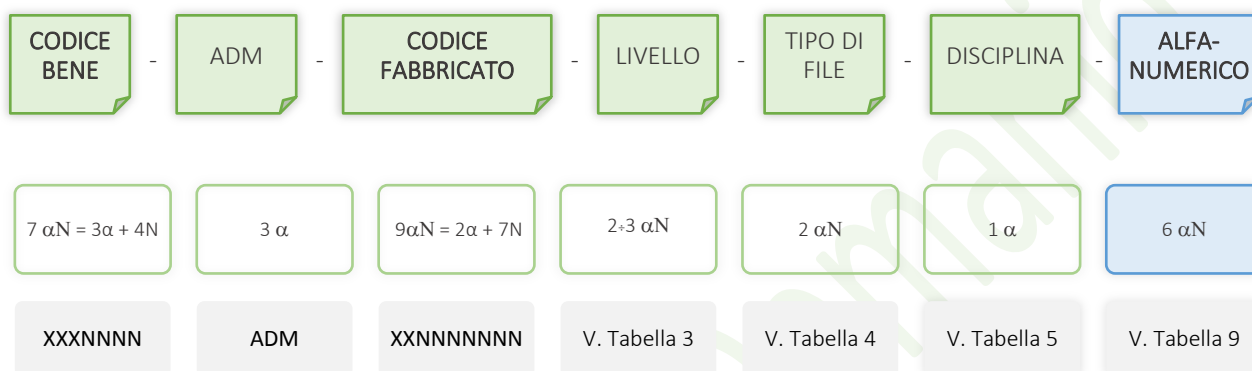 CODICE BENE - ADM - CODICE FABBRICATO - LIVELLO - TIPO DI FILE - DISCIPLINA - ALFA-NUMERICO
7 αN = 3α + 4N 3 α 9αN = 2α + 7N 2÷3 αN 2 αN 1 α 6 αN
XXXNNNN ADM XXNNNNNNN V. Tabella 3 V. Tabella 4 V. Tabella 5 V. Tabella 9